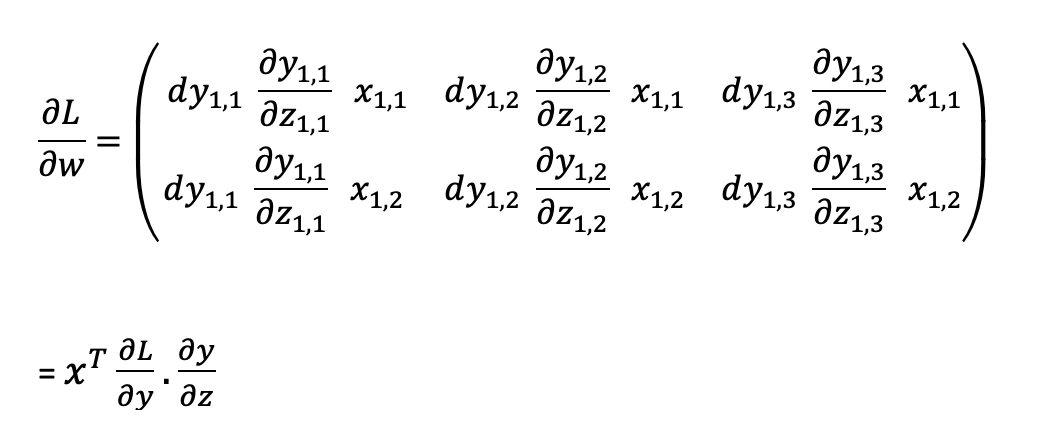 ∂L/∂w = ( dy1,1 ∂y1,1/∂z1,1 x1,1 dy1,2 ∂y1,2/∂z1,2 x1,1 dy1,3 ∂y1,3/∂z1,3 x1,1
dy1,1 ∂y1,1/∂z1,1 x1,2 dy1,2 ∂y1,2/∂z1,2 x1,2 dy1,3 ∂y1,3/∂z1,3 x1,2 )
= x^T ∂L/∂y . ∂y/∂z